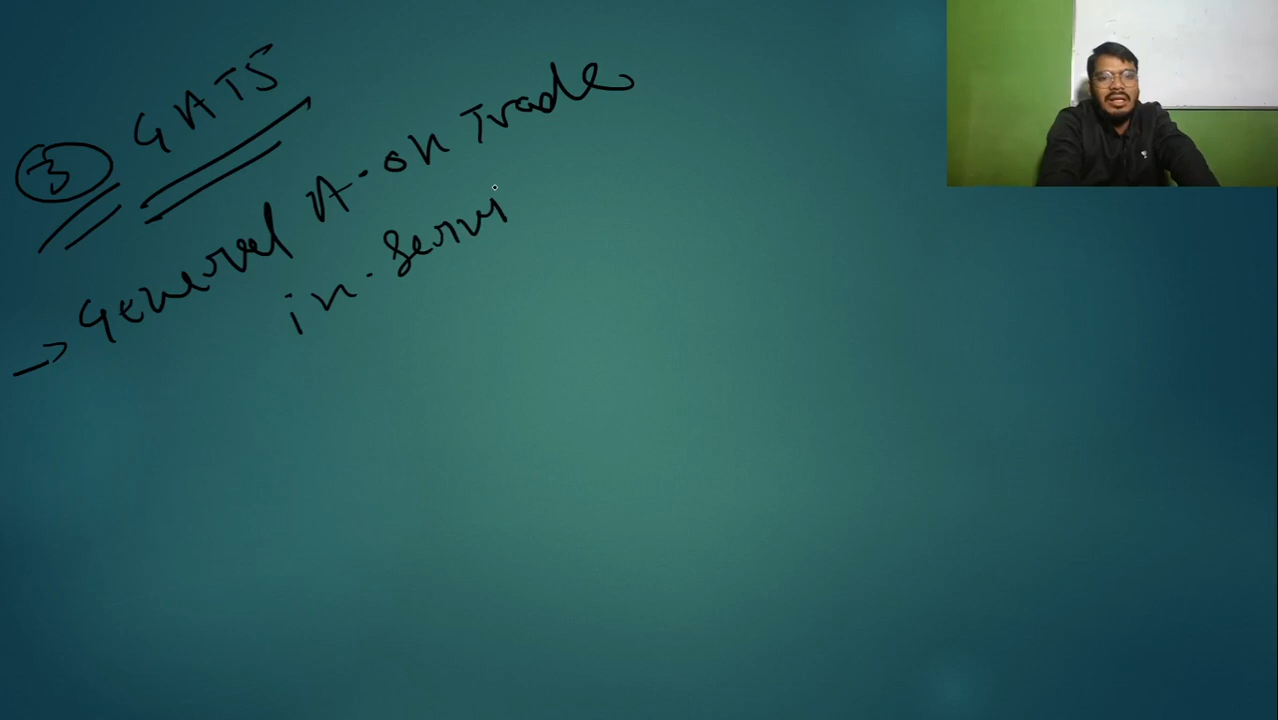 3 GATS
→ General A. on Trade
in. Servi